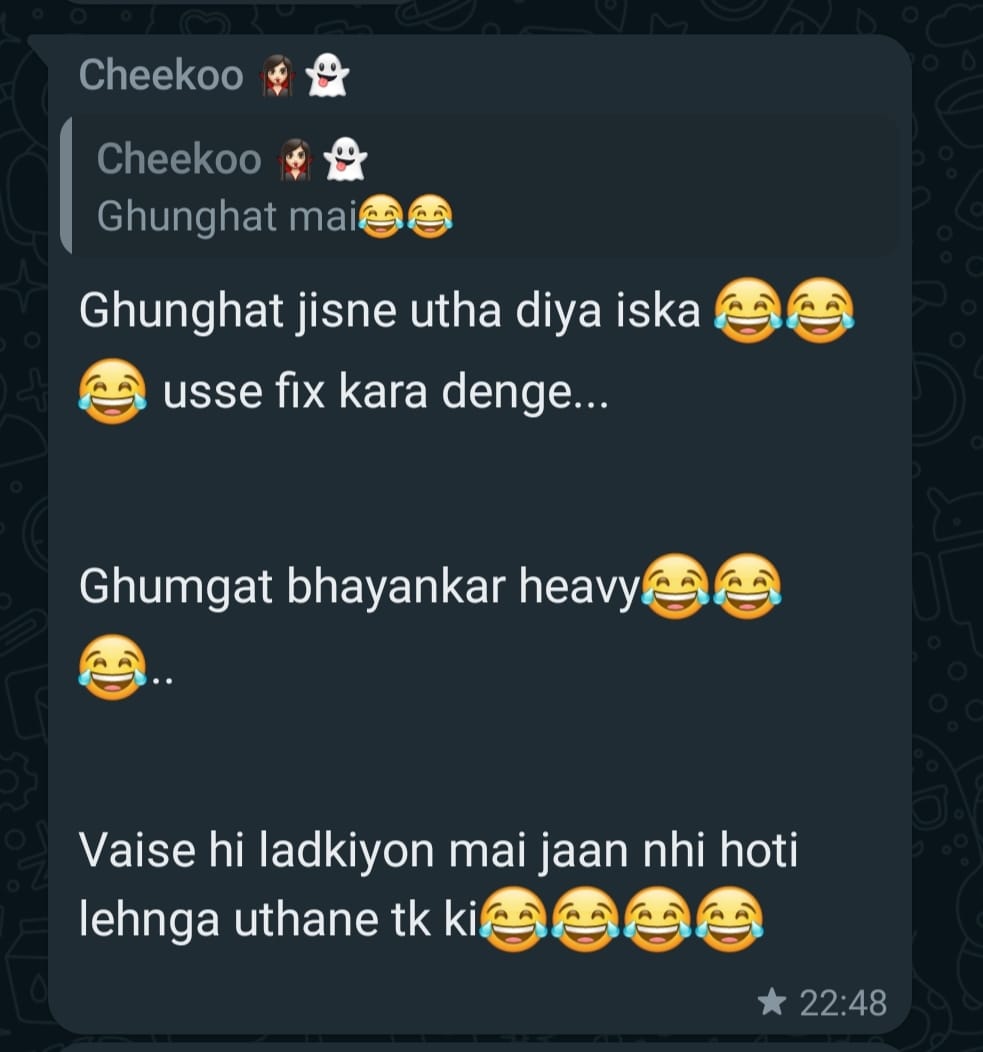 Cheekoo 🧛🏻‍♀️👻
Cheekoo 🧛🏻‍♀️👻
Ghunghat mai😂😂
Ghunghat jisne utha diya iska 😂😂
😂 usse fix kara denge...
Ghumgat bhayankar heavy😂😂
😂..
Vaise hi ladkiyon mai jaan nhi hoti
lehnga uthane tk ki😂😂😂😂
★ 22:48